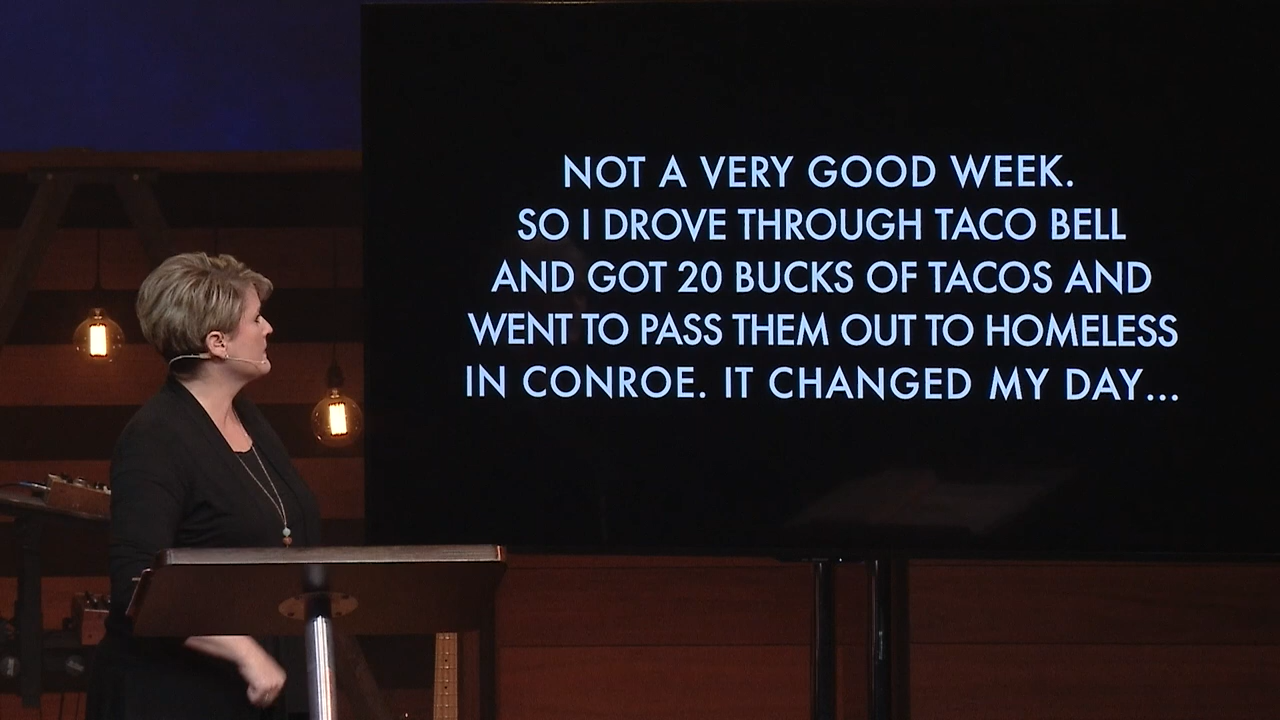 NOT A VERY GOOD WEEK.
SO I DROVE THROUGH TACO BELL
AND GOT 20 BUCKS OF TACOS AND
WENT TO PASS THEM OUT TO HOMELESS
IN CONROE. IT CHANGED MY DAY...